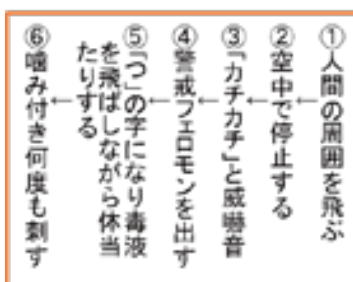 ①人間の周囲を飛ぶ
↓
②空中で停止する
↓
③「カチカチ」と威嚇音
↓
④警戒フェロモンを出す
↓
⑤「つ」の字になり毒液
を飛ばしながら体当
たりする
↓
⑥噛み付き何度も刺す